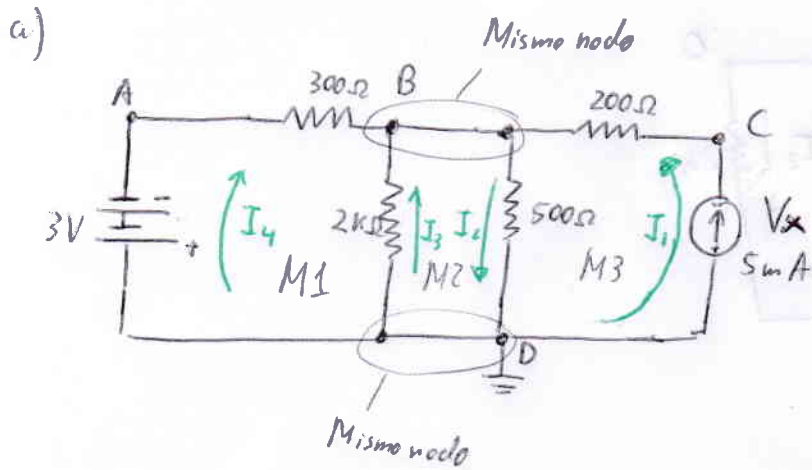 a)
Mismo nodo
A
300Ω
B
200Ω
C
3V
-
+
I4
M1
2KΩ
I3
M2
I2
500Ω
I1
M3
Vx
5mA
D
Mismo nodo